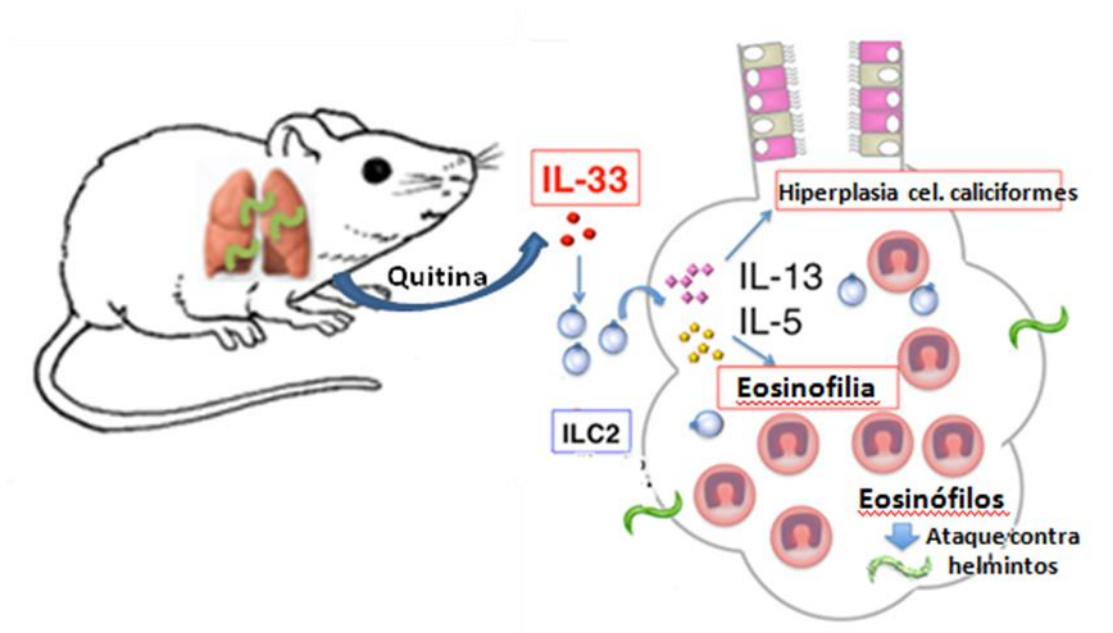 IL-33
Quitina
Hiperplasia cel. caliciformes
IL-13
IL-5
Eosinofilia
ILC2
Eosinófilos
Ataque contra
helmintos